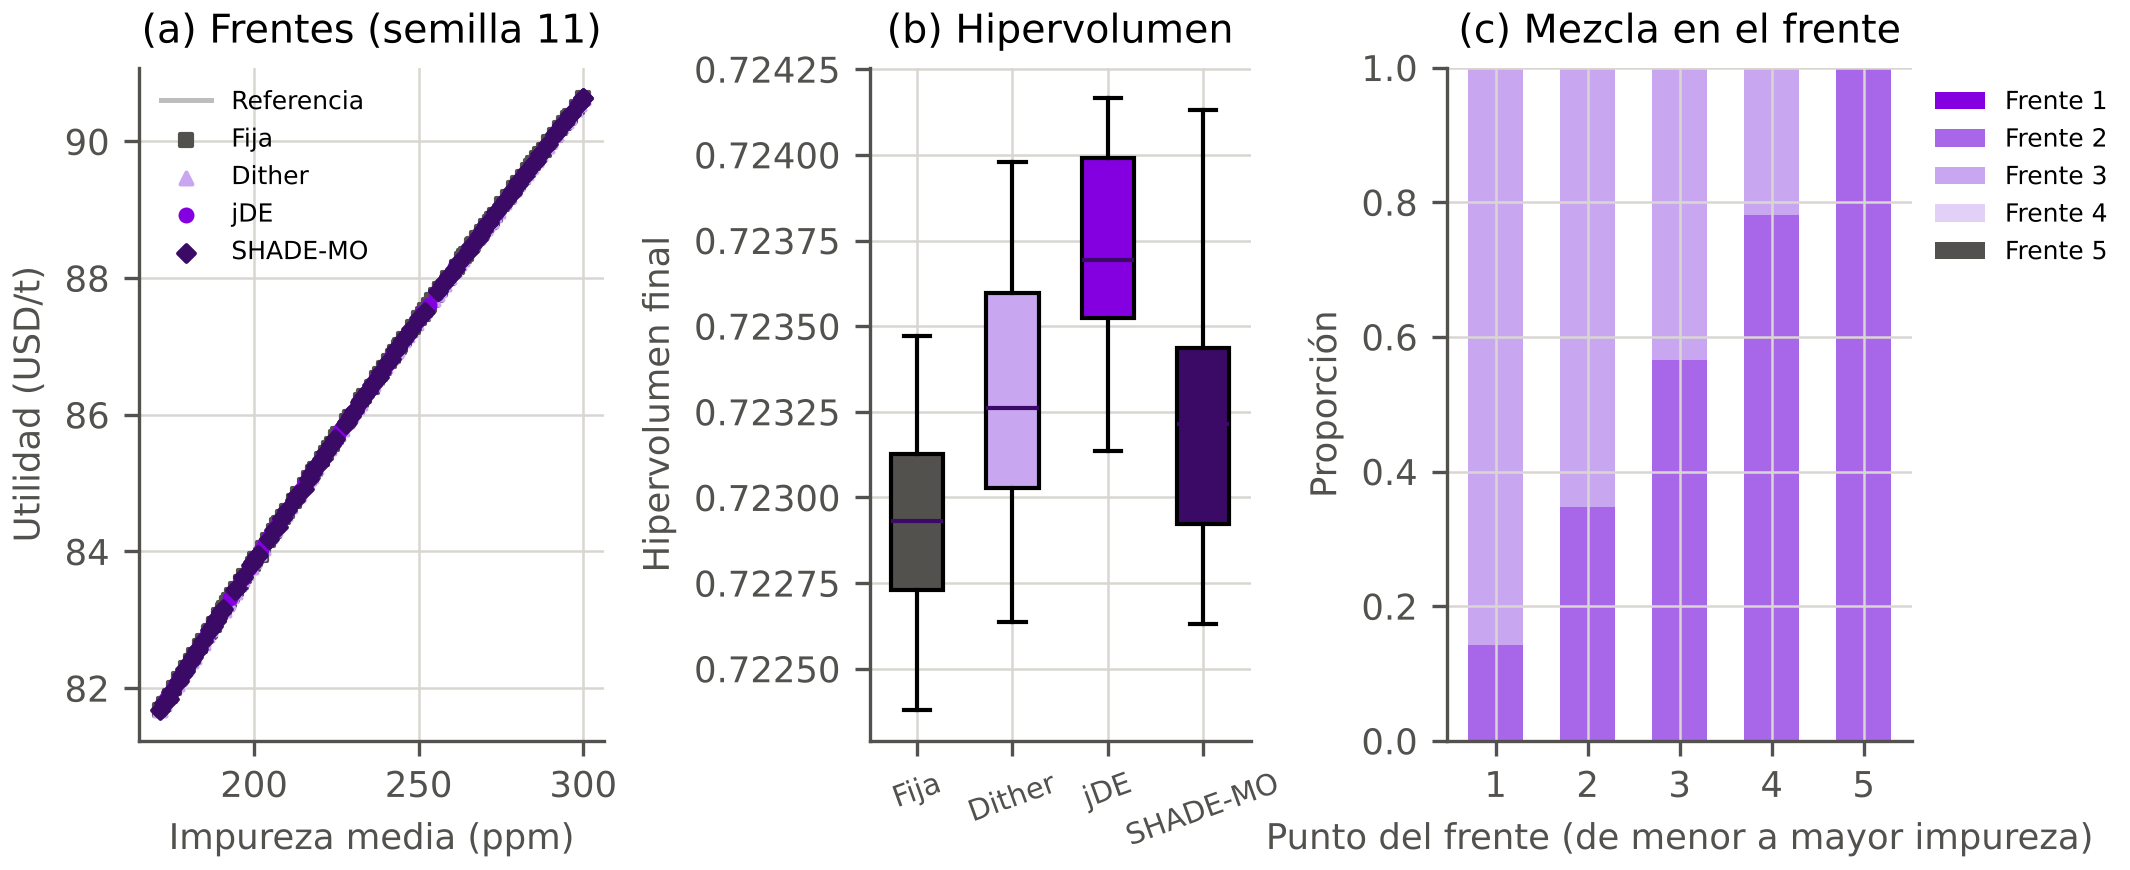 (a) Frentes (semilla 11)
Utilidad (USD/t)
90
88
86
84
82
Referencia
Fija
Dither
jDE
SHADE-MO
200
250
300
Impureza media (ppm)
(b) Hipervolumen
Hipervolumen final
0.72425
0.72400
0.72375
0.72350
0.72325
0.72300
0.72275
0.72250
Fija
Dither
jDE
SHADE-MO
(c) Mezcla en el frente
Proporción
1.0
0.8
0.6
0.4
0.2
0.0
1
2
3
4
5
Punto del frente (de menor a mayor impureza)
Frente 1
Frente 2
Frente 3
Frente 4
Frente 5